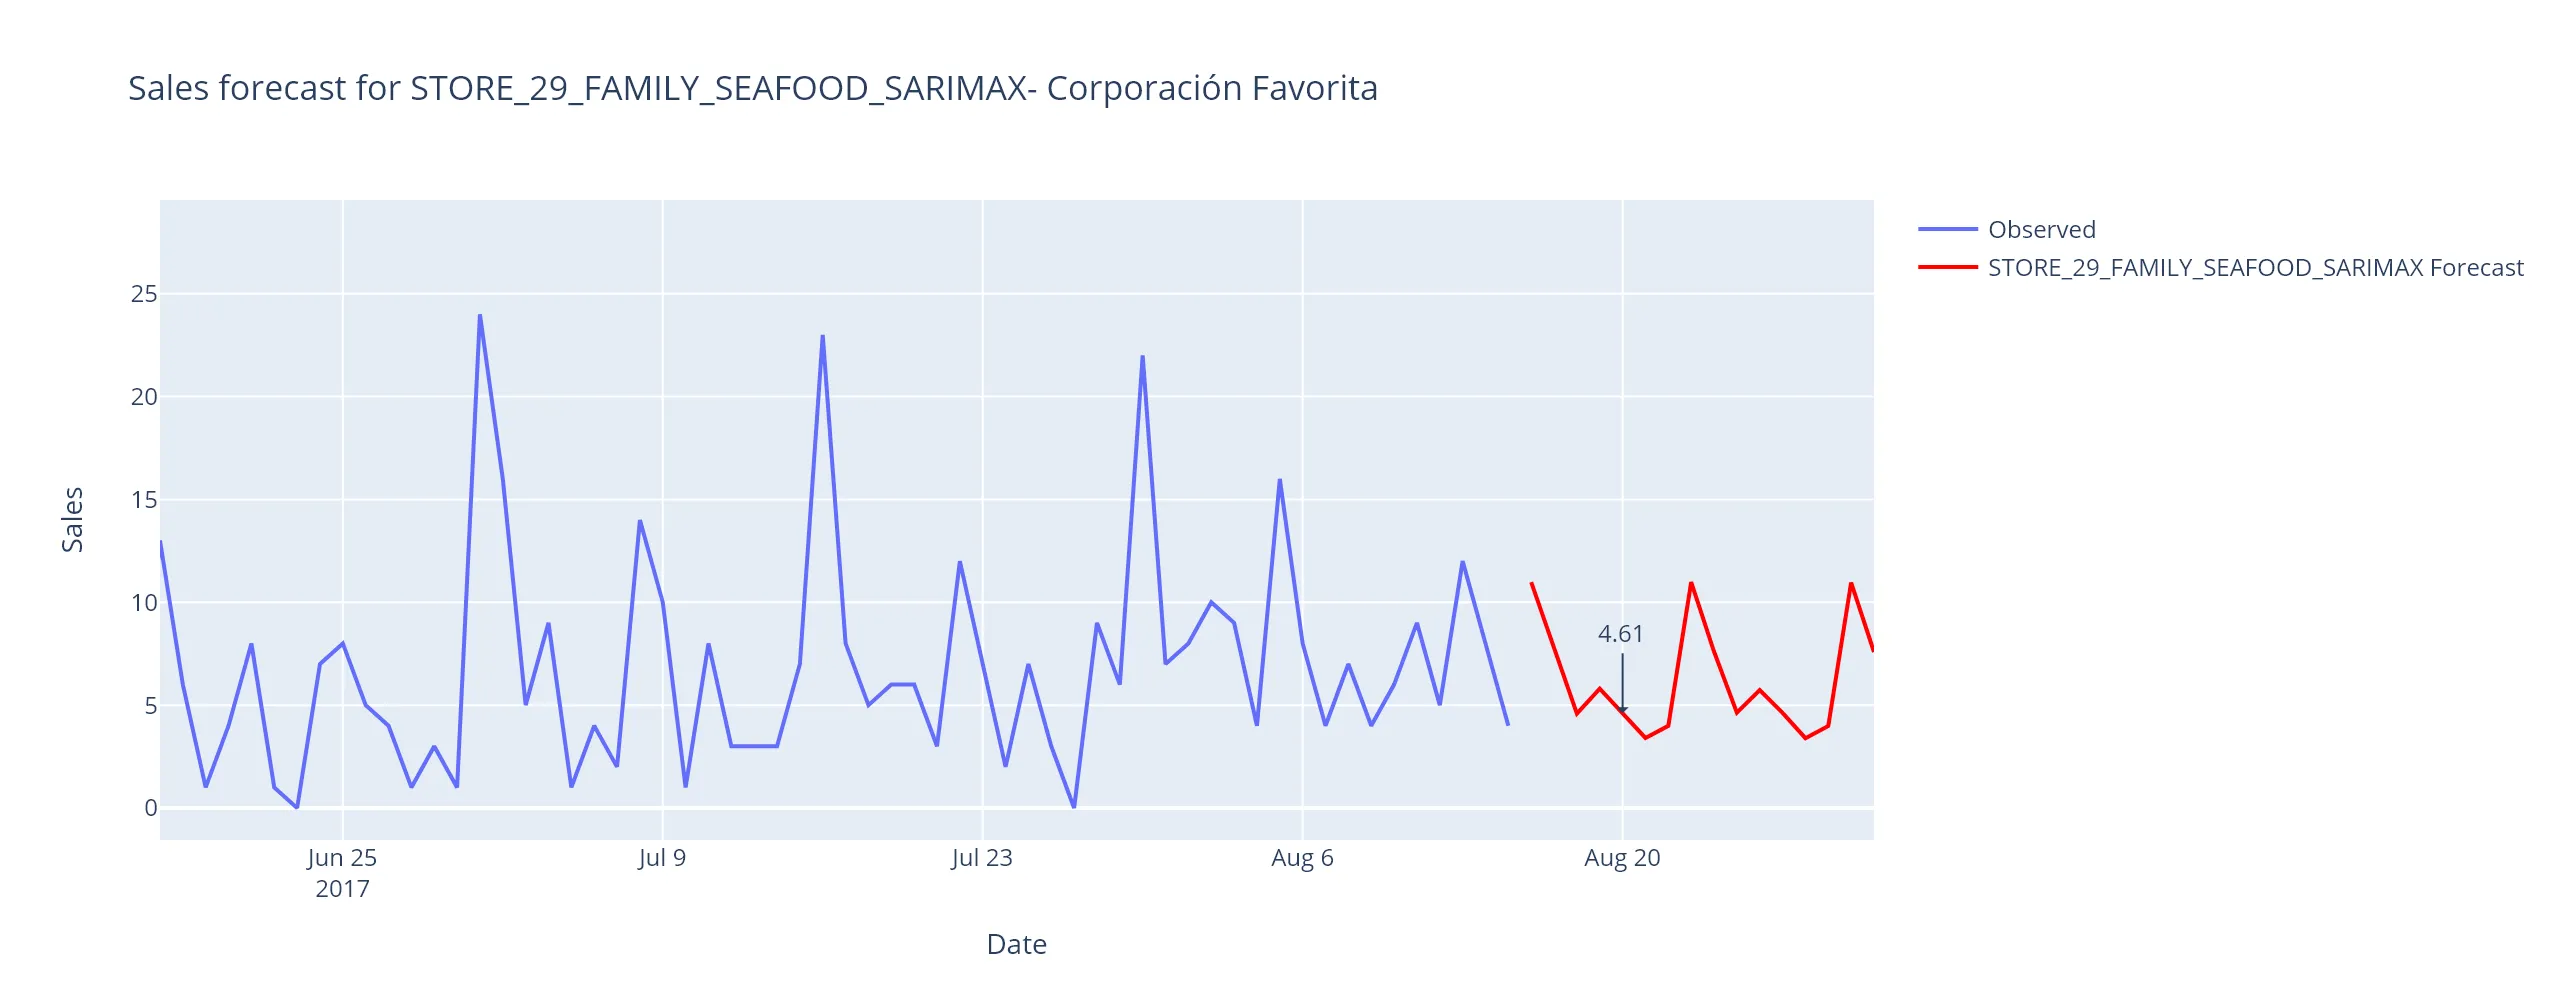 Sales forecast for STORE_29_FAMILY_SEAFOOD_SARIMAX- Corporación Favorita
Observed
STORE_29_FAMILY_SEAFOOD_SARIMAX Forecast
25
20
15
10
5
0
Sales
4.61
Jun 25
2017
Jul 9
Jul 23
Aug 6
Aug 20
Date